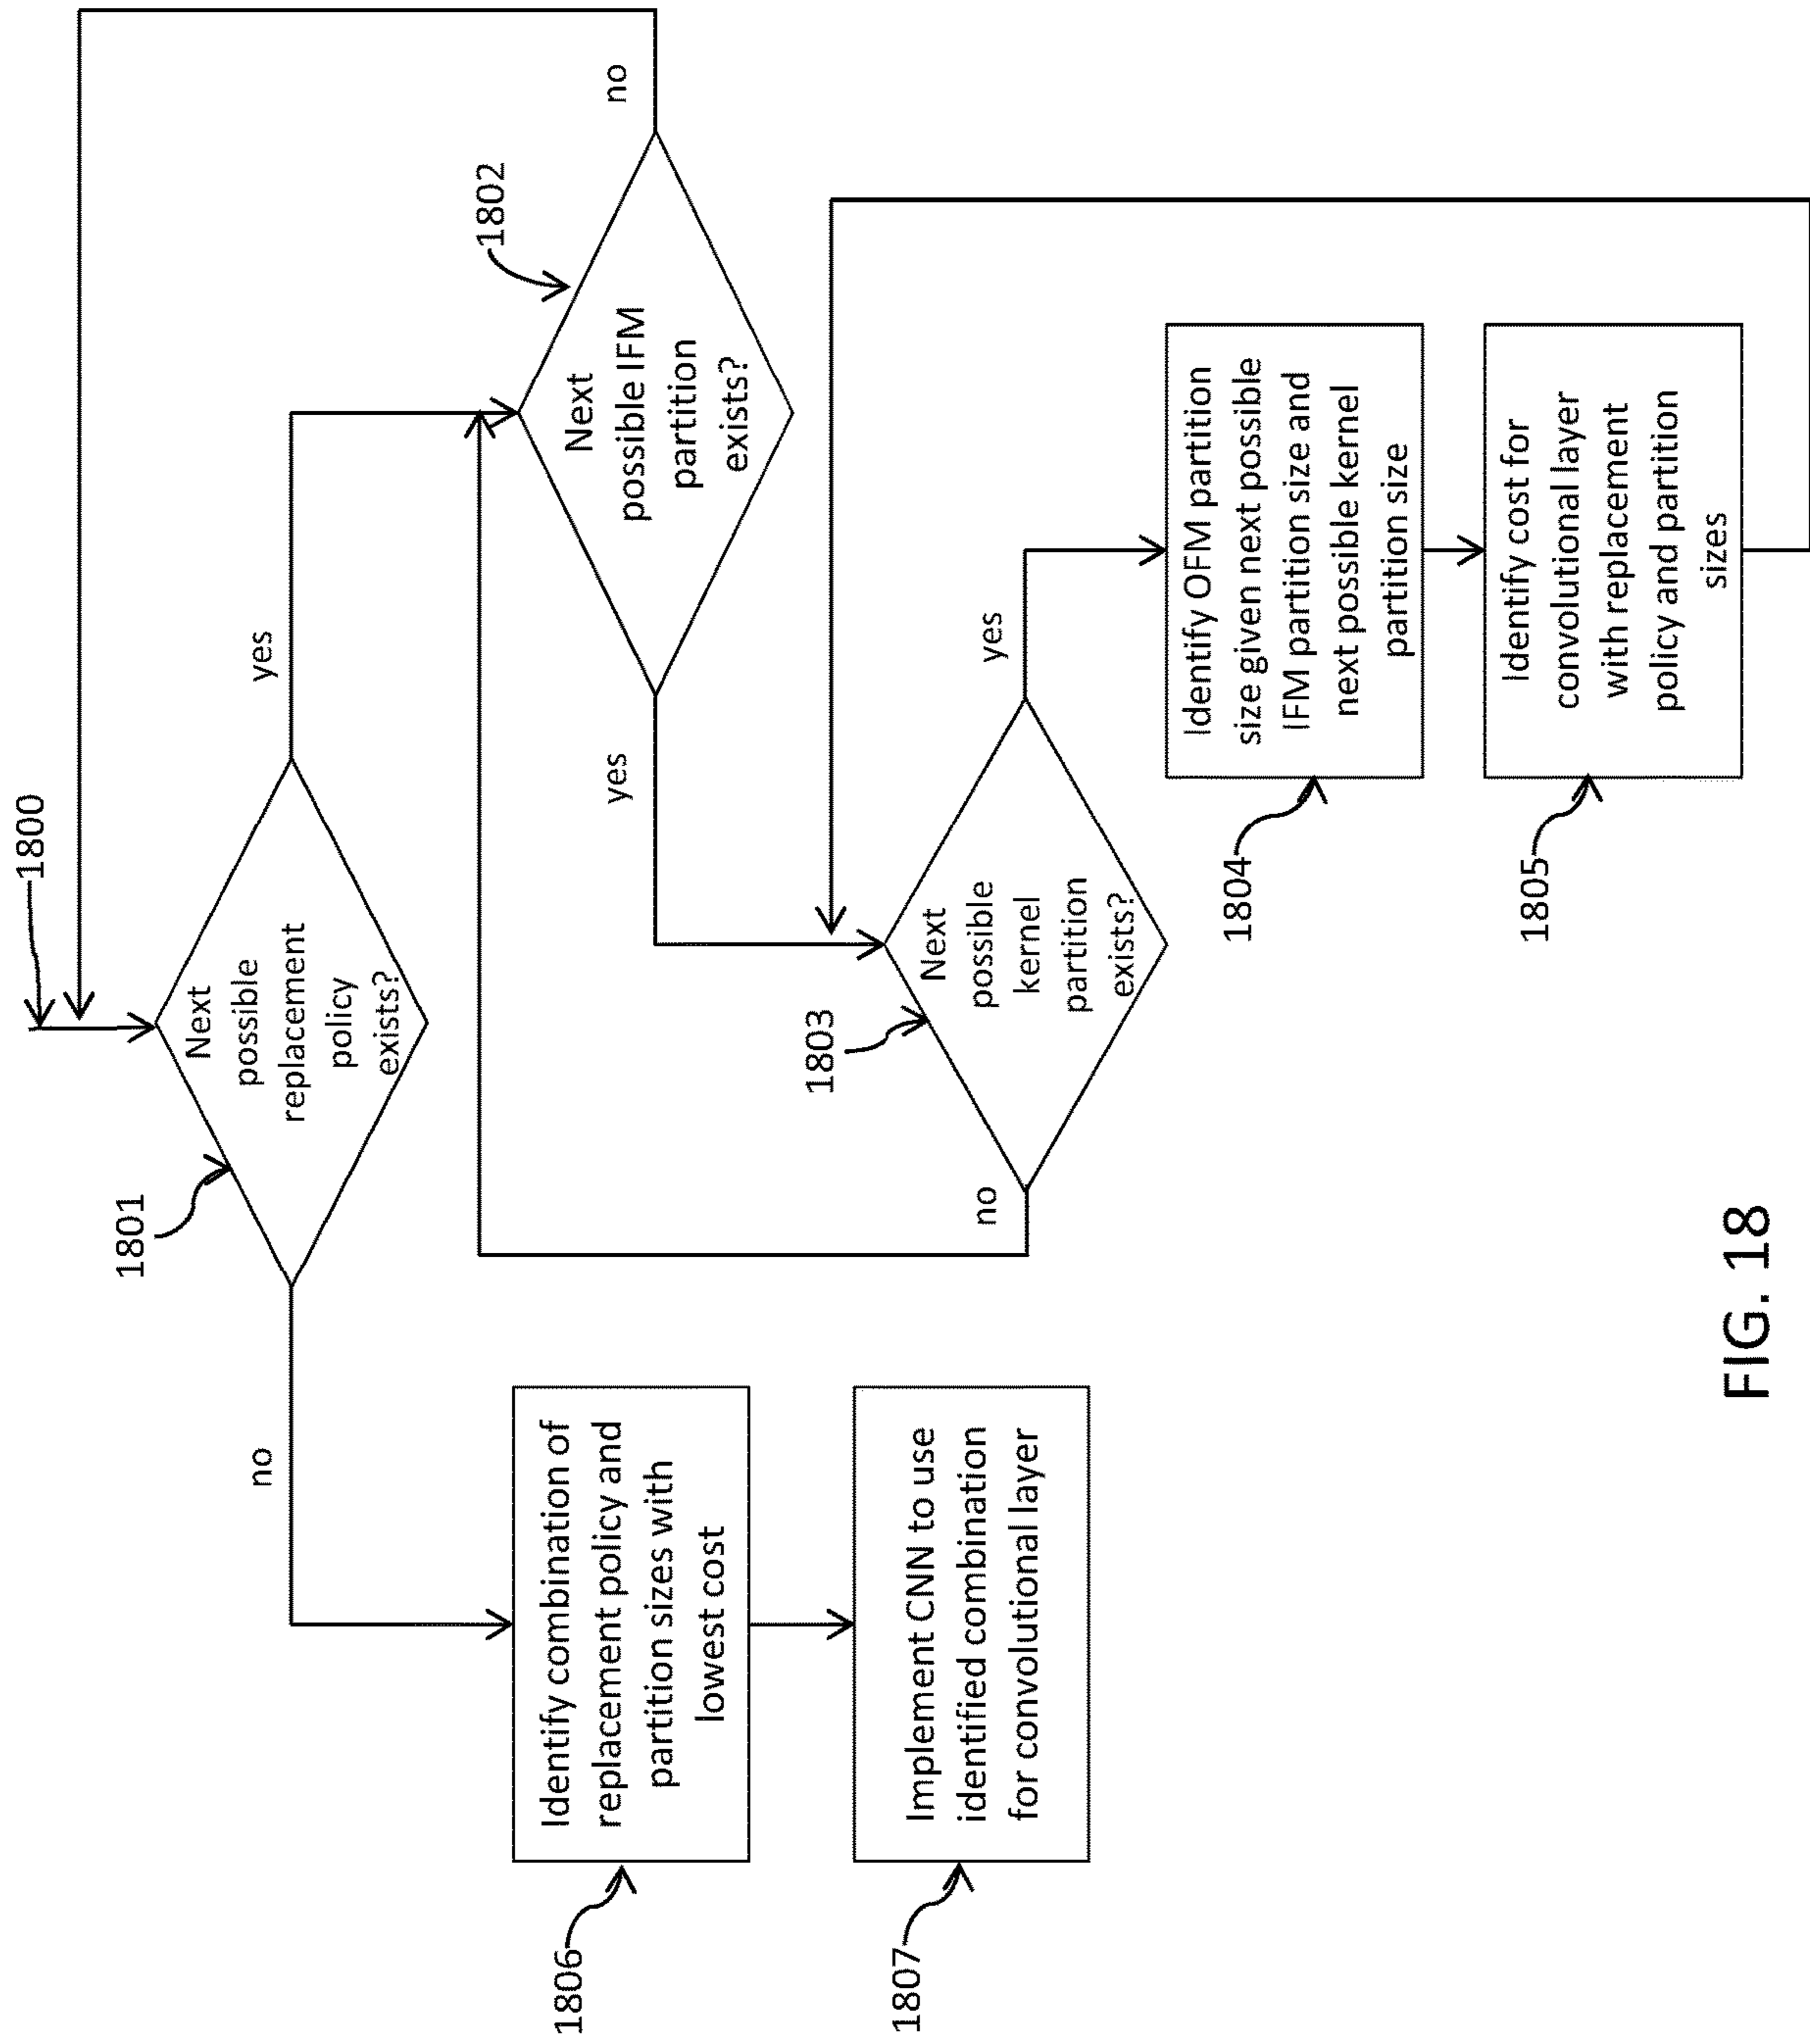 1800
1801
Next
possible
replacement
policy
exists?
yes
no
1802
Next
possible IFM
partition
exists?
no
yes
1803
Next
possible
kernel
partition
exists?
yes
no
1804
Identify OFM partition
size given next possible
IFM partition size and
next possible kernel
partition size
1805
Identify cost for
convolutional layer
with replacement
policy and partition
sizes
1806
Identify combination of
replacement policy and
partition sizes with
lowest cost
1807
Implement CNN to use
identified combination
for convolutional layer
FIG. 18